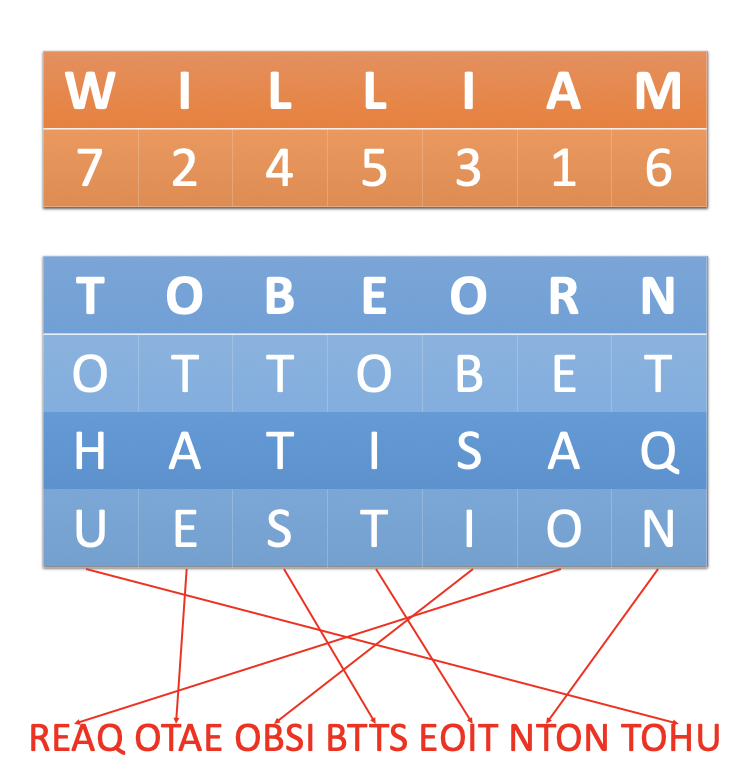 W I L L I A M
7 2 4 5 3 1 6
T O B E O R N
O T T O B E T
H A T I S A Q
U E S T I O N
REAQ OTAE OBSI BTTS EOIT NTON TOHU